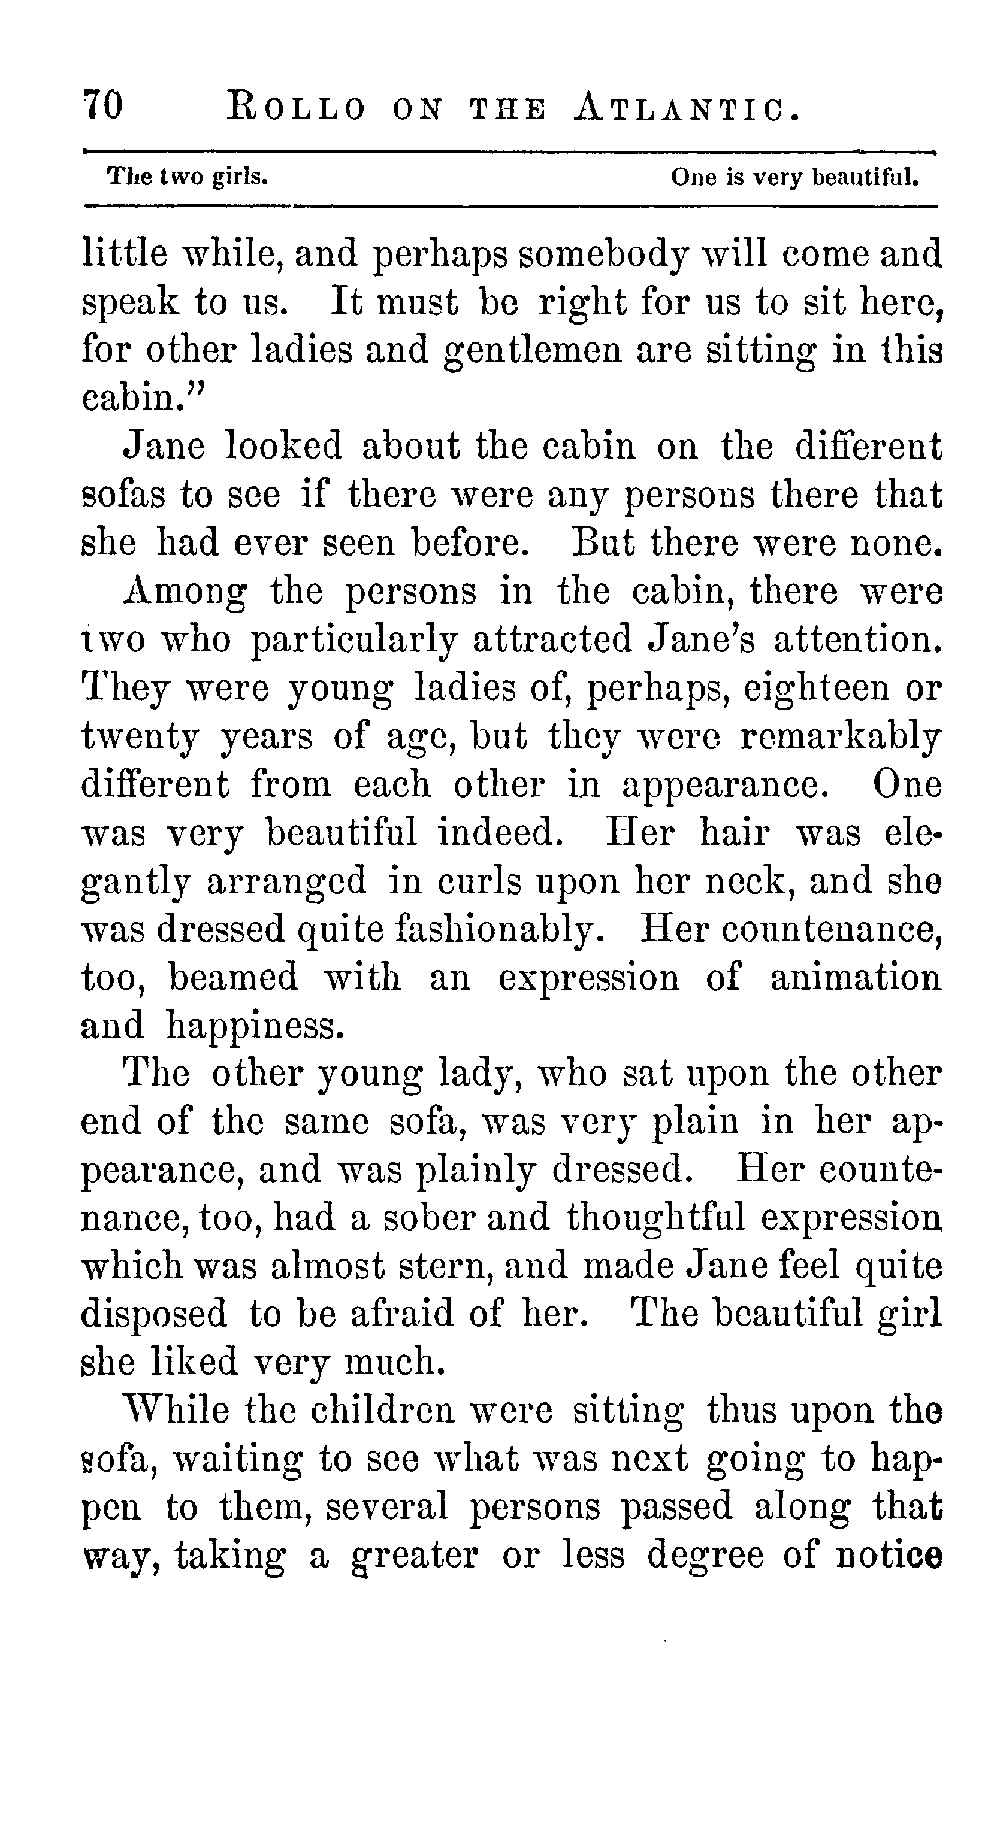 70 ROLLO ON THE ATLANTIC.
The two girls. One is very beautiful.
little while, and perhaps somebody will come and
speak to us. It must be right for us to sit here,
for other ladies and gentlemen are sitting in this
cabin.”
Jane looked about the cabin on the different
sofas to see if there were any persons there that
she had ever seen before. But there were none.
Among the persons in the cabin, there were
two who particularly attracted Jane’s attention.
They were young ladies of, perhaps, eighteen or
twenty years of age, but they were remarkably
different from each other in appearance. One
was very beautiful indeed. Her hair was ele-
gantly arranged in curls upon her neck, and she
was dressed quite fashionably. Her countenance,
too, beamed with an expression of animation
and happiness.
The other young lady, who sat upon the other
end of the same sofa, was very plain in her ap-
pearance, and was plainly dressed. Her counte-
nance, too, had a sober and thoughtful expression
which was almost stern, and made Jane feel quite
disposed to be afraid of her. The beautiful girl
she liked very much.
While the children were sitting thus upon the
sofa, waiting to see what was next going to hap-
pen to them, several persons passed along that
way, taking a greater or less degree of notice